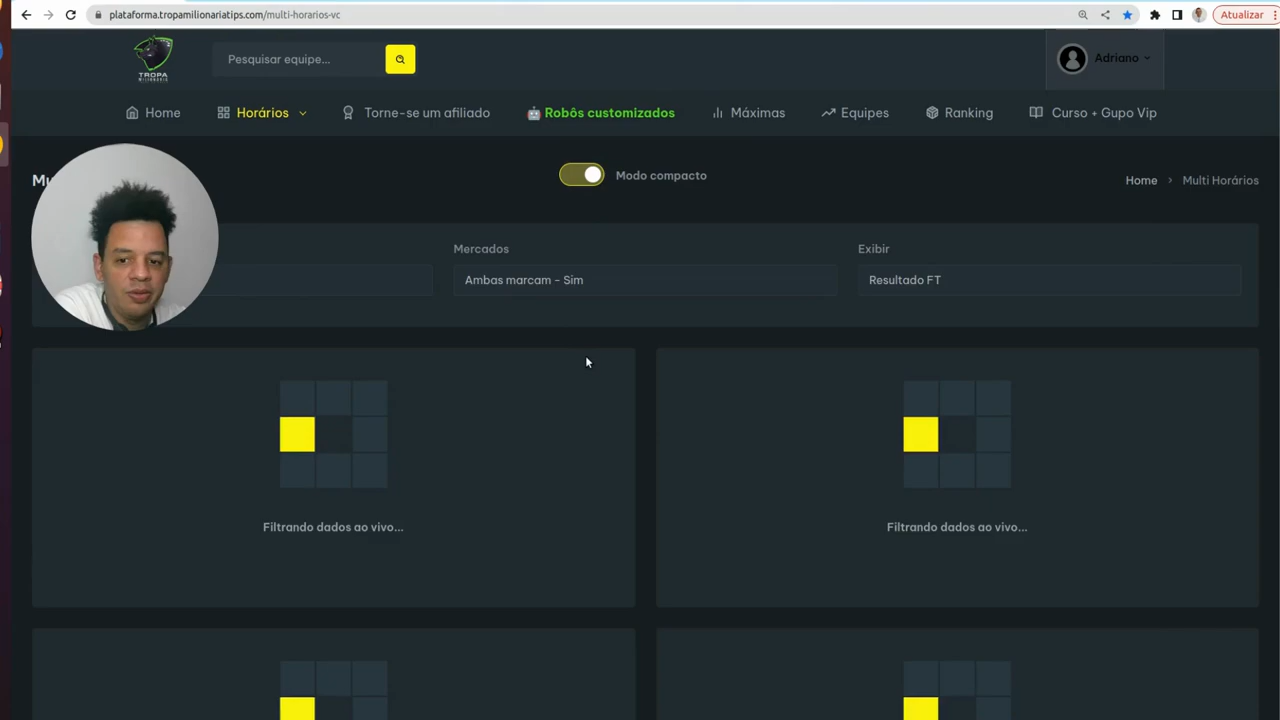 plataforma.tropamilionariatips.com/multi-horarios-vc
Atualizar
TROPA
Pesquisar equipe...
Adriano
Home
Horários
Torne-se um afiliado
Robôs customizados
Máximas
Equipes
Ranking
Curso + Gupo Vip
Mu
Modo compacto
Home > Multi Horários
Mercados
Exibir
Ambas marcam - Sim
Resultado FT
Filtrando dados ao vivo...
Filtrando dados ao vivo...